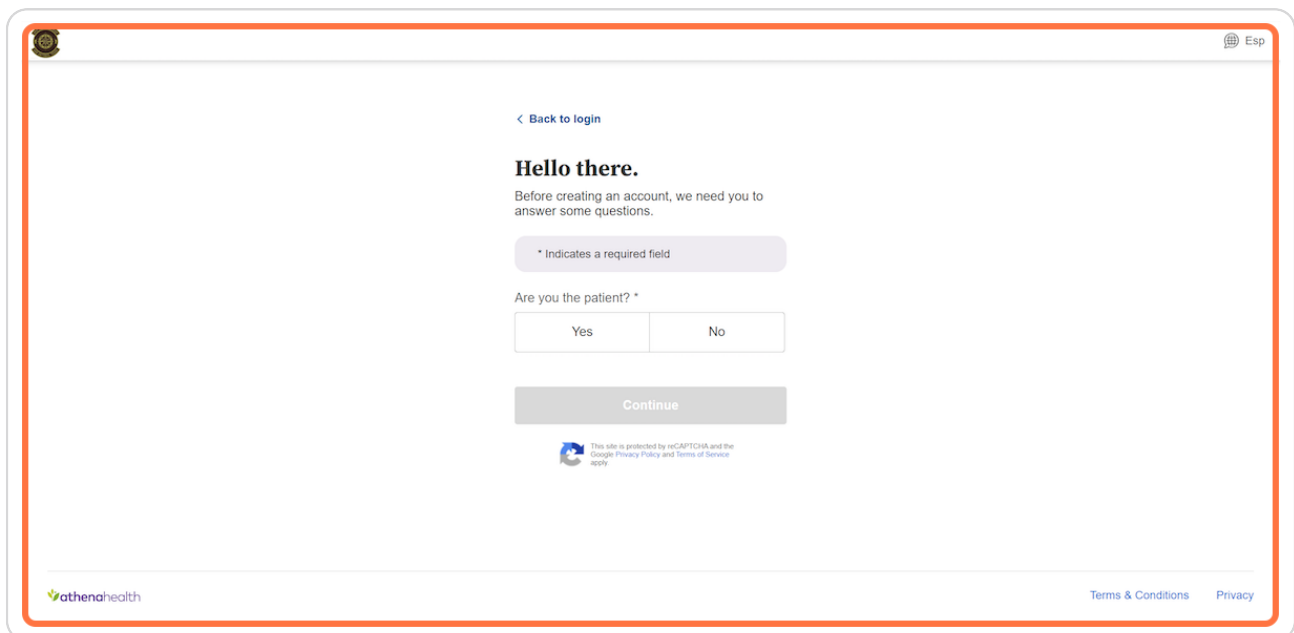 Esp
Back to login
Hello there.
Before creating an account, we need you to
answer some questions.
* Indicates a required field
Are you the patient? *
Yes No
Continue
This site is protected by reCAPTCHA and the
Google Privacy Policy and Terms of Service
apply.
athenahealth
Terms & Conditions Privacy